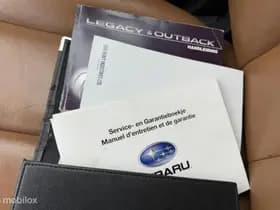 LEGACY & OUTBACK
HANDLEIDING
Service- en Garantieboekje
Manuel d'entretien et de garantie
SUBARU
mobilox